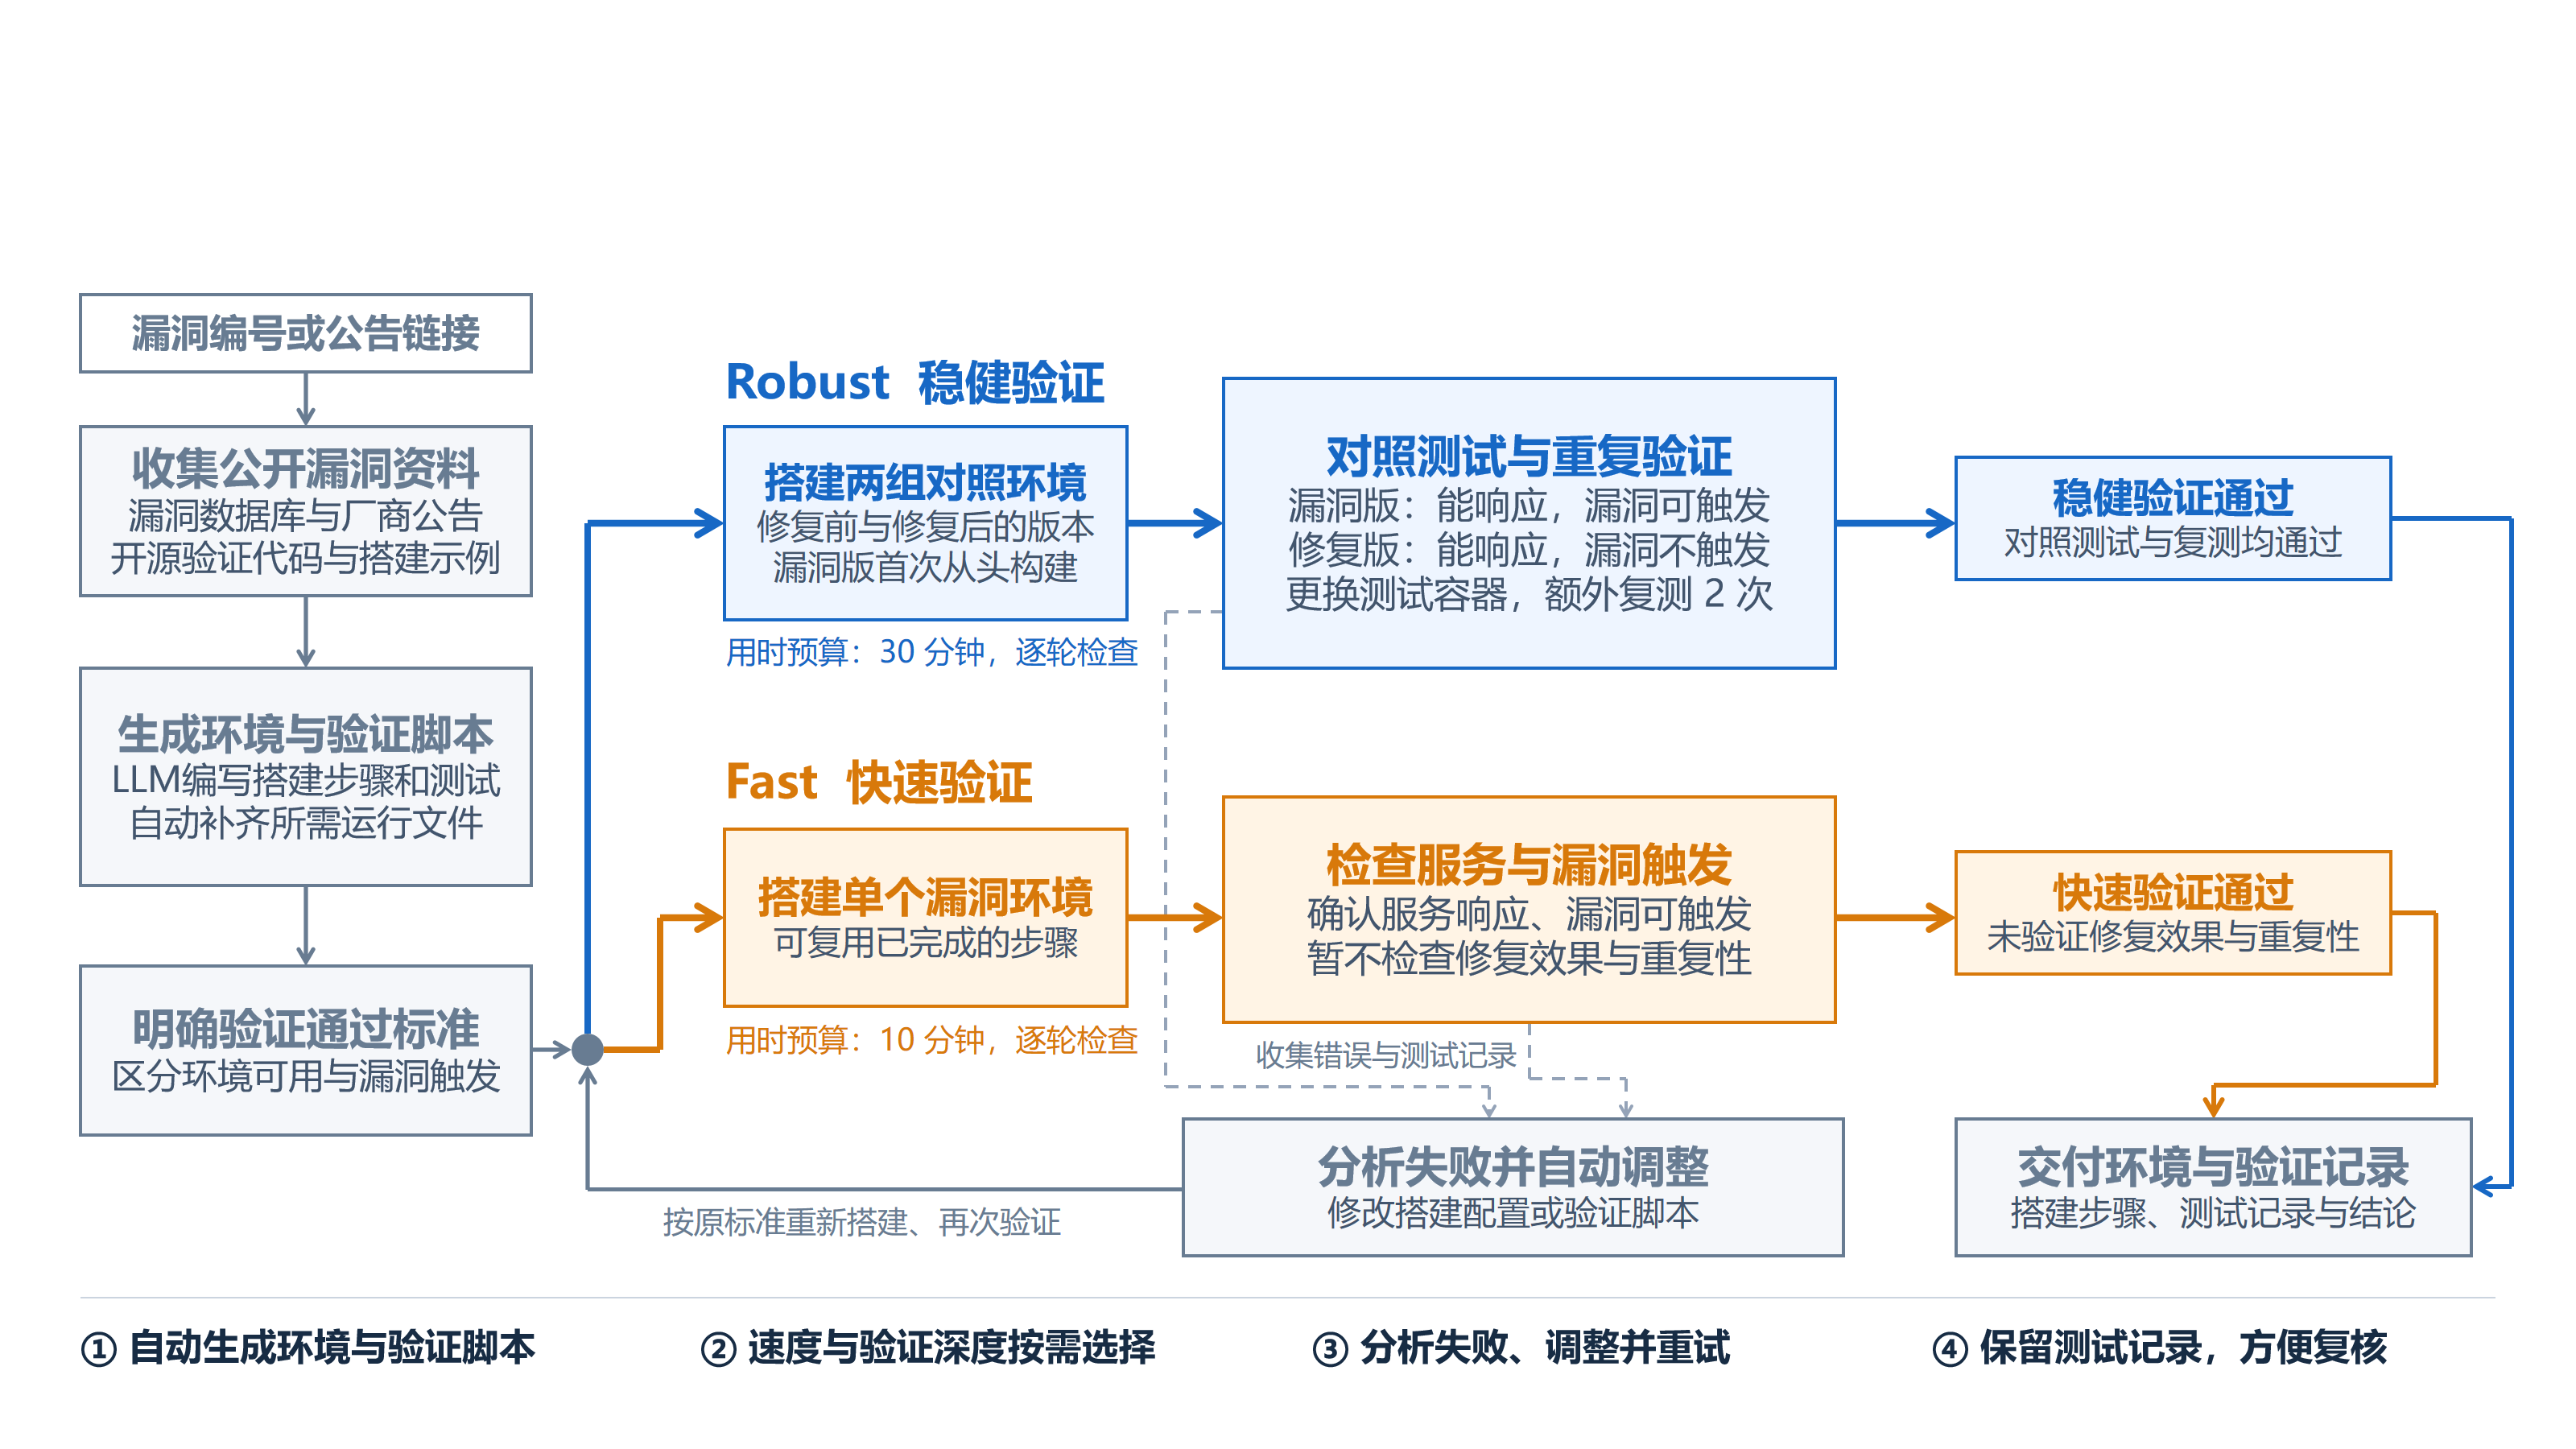 漏洞编号或公告链接
收集公开漏洞资料
漏洞数据库与厂商公告
开源验证代码与搭建示例
生成环境与验证脚本
LLM编写搭建步骤和测试
自动补齐所需运行文件
明确验证通过标准
区分环境可用与漏洞触发
Robust 稳健验证
搭建两组对照环境
修复前与修复后的版本
漏洞版首次从头构建
用时预算：30 分钟，逐轮检查
对照测试与重复验证
漏洞版：能响应，漏洞可触发
修复版：能响应，漏洞不触发
更换测试容器，额外复测 2 次
稳健验证通过
对照测试与复测均通过
Fast 快速验证
搭建单个漏洞环境
可复用已完成的步骤
用时预算：10 分钟，逐轮检查
检查服务与漏洞触发
确认服务响应、漏洞可触发
暂不检查修复效果与重复性
快速验证通过
未验证修复效果与重复性
收集错误与测试记录
分析失败并自动调整
修改搭建配置或验证脚本
按原标准重新搭建、再次验证
交付环境与验证记录
搭建步骤、测试记录与结论
① 自动生成环境与验证脚本
② 速度与验证深度按需选择
③ 分析失败、调整并重试
④ 保留测试记录，方便复核